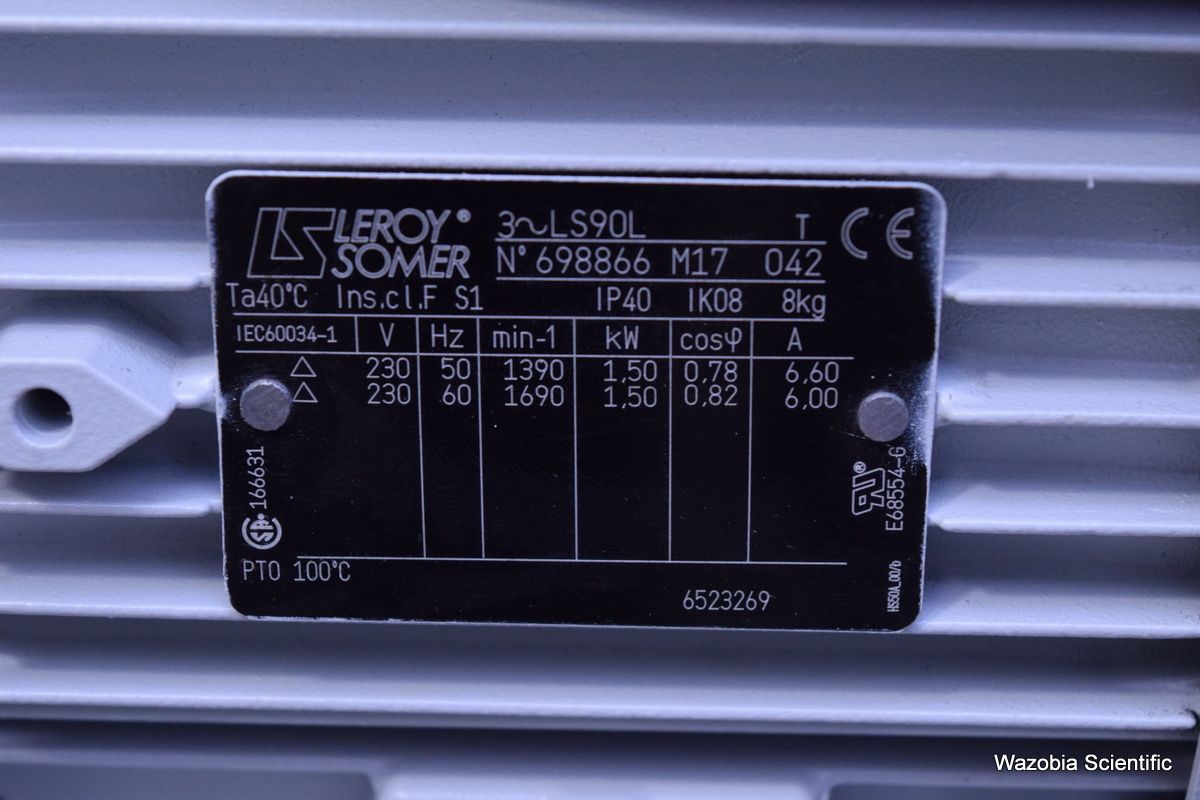 LEROY® SOMER
3~LS90L T
N° 698866 M17 042
CE
Ta40°C Ins.cl.F S1 IP40 IK08 8kg
IEC60034-1 V Hz min-1 kW cosφ A
△ 230 50 1390 1,50 0,78 6,60
△ 230 60 1690 1,50 0,82 6,00
166631
E68554-G
PTO 100°C
6523269
HS50A_00/b
Wazobia Scientific